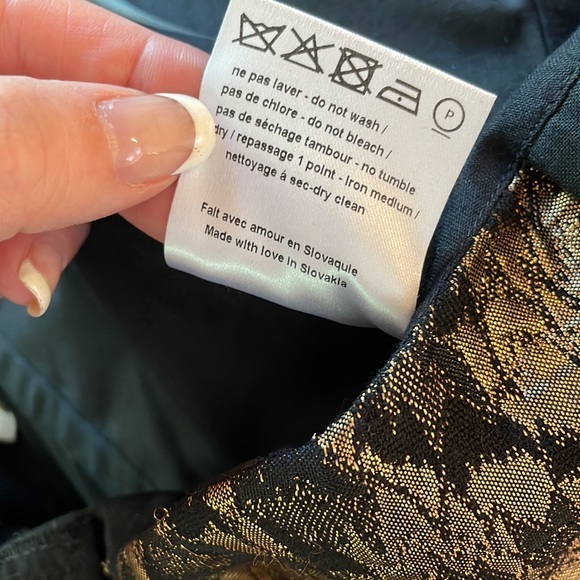 P
ne pas laver - do not wash /
pas de chlore - do not bleach /
pas de séchage tambour - no tumble
dry / repassage 1 point - Iron medium /
nettoyage à sec-dry clean
Fait avec amour en Slovaquie
Made with love in Slovakia